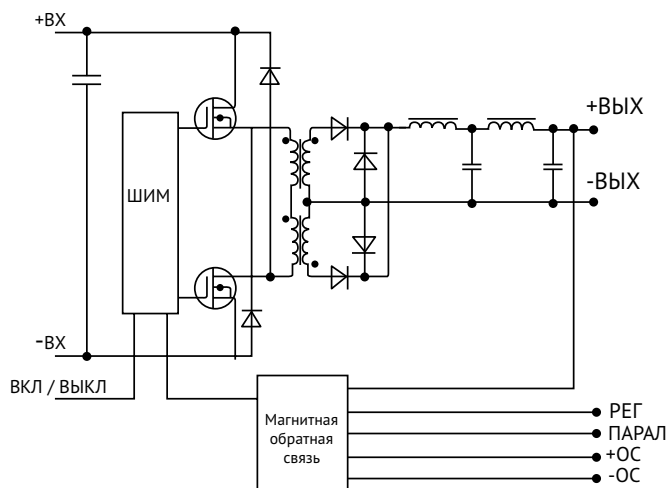 +ВХ
+ВЫХ
-ВЫХ
ШИМ
-ВХ
ВКЛ / ВЫКЛ
Магнитная
обратная
связь
РЕГ
ПАРАЛ
+ОС
-ОС